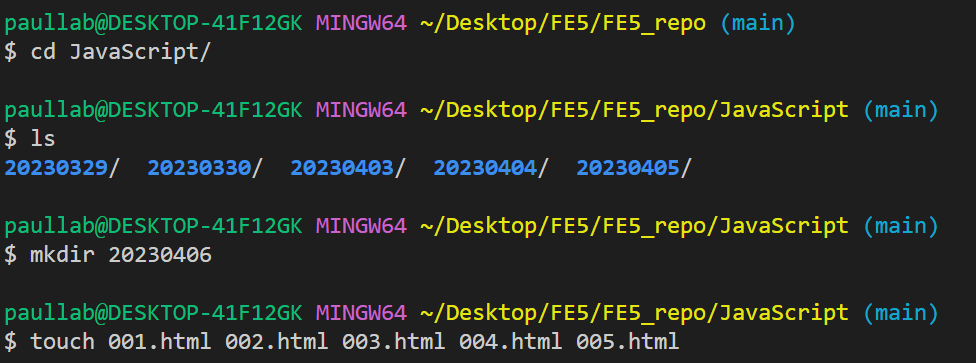 paullab@DESKTOP-41F12GK MINGW64 ~/Desktop/FE5/FE5_repo (main)
$ cd JavaScript/
paullab@DESKTOP-41F12GK MINGW64 ~/Desktop/FE5/FE5_repo/JavaScript (main)
$ ls
20230329/  20230330/  20230403/  20230404/  20230405/
paullab@DESKTOP-41F12GK MINGW64 ~/Desktop/FE5/FE5_repo/JavaScript (main)
$ mkdir 20230406
paullab@DESKTOP-41F12GK MINGW64 ~/Desktop/FE5/FE5_repo/JavaScript (main)
$ touch 001.html 002.html 003.html 004.html 005.html